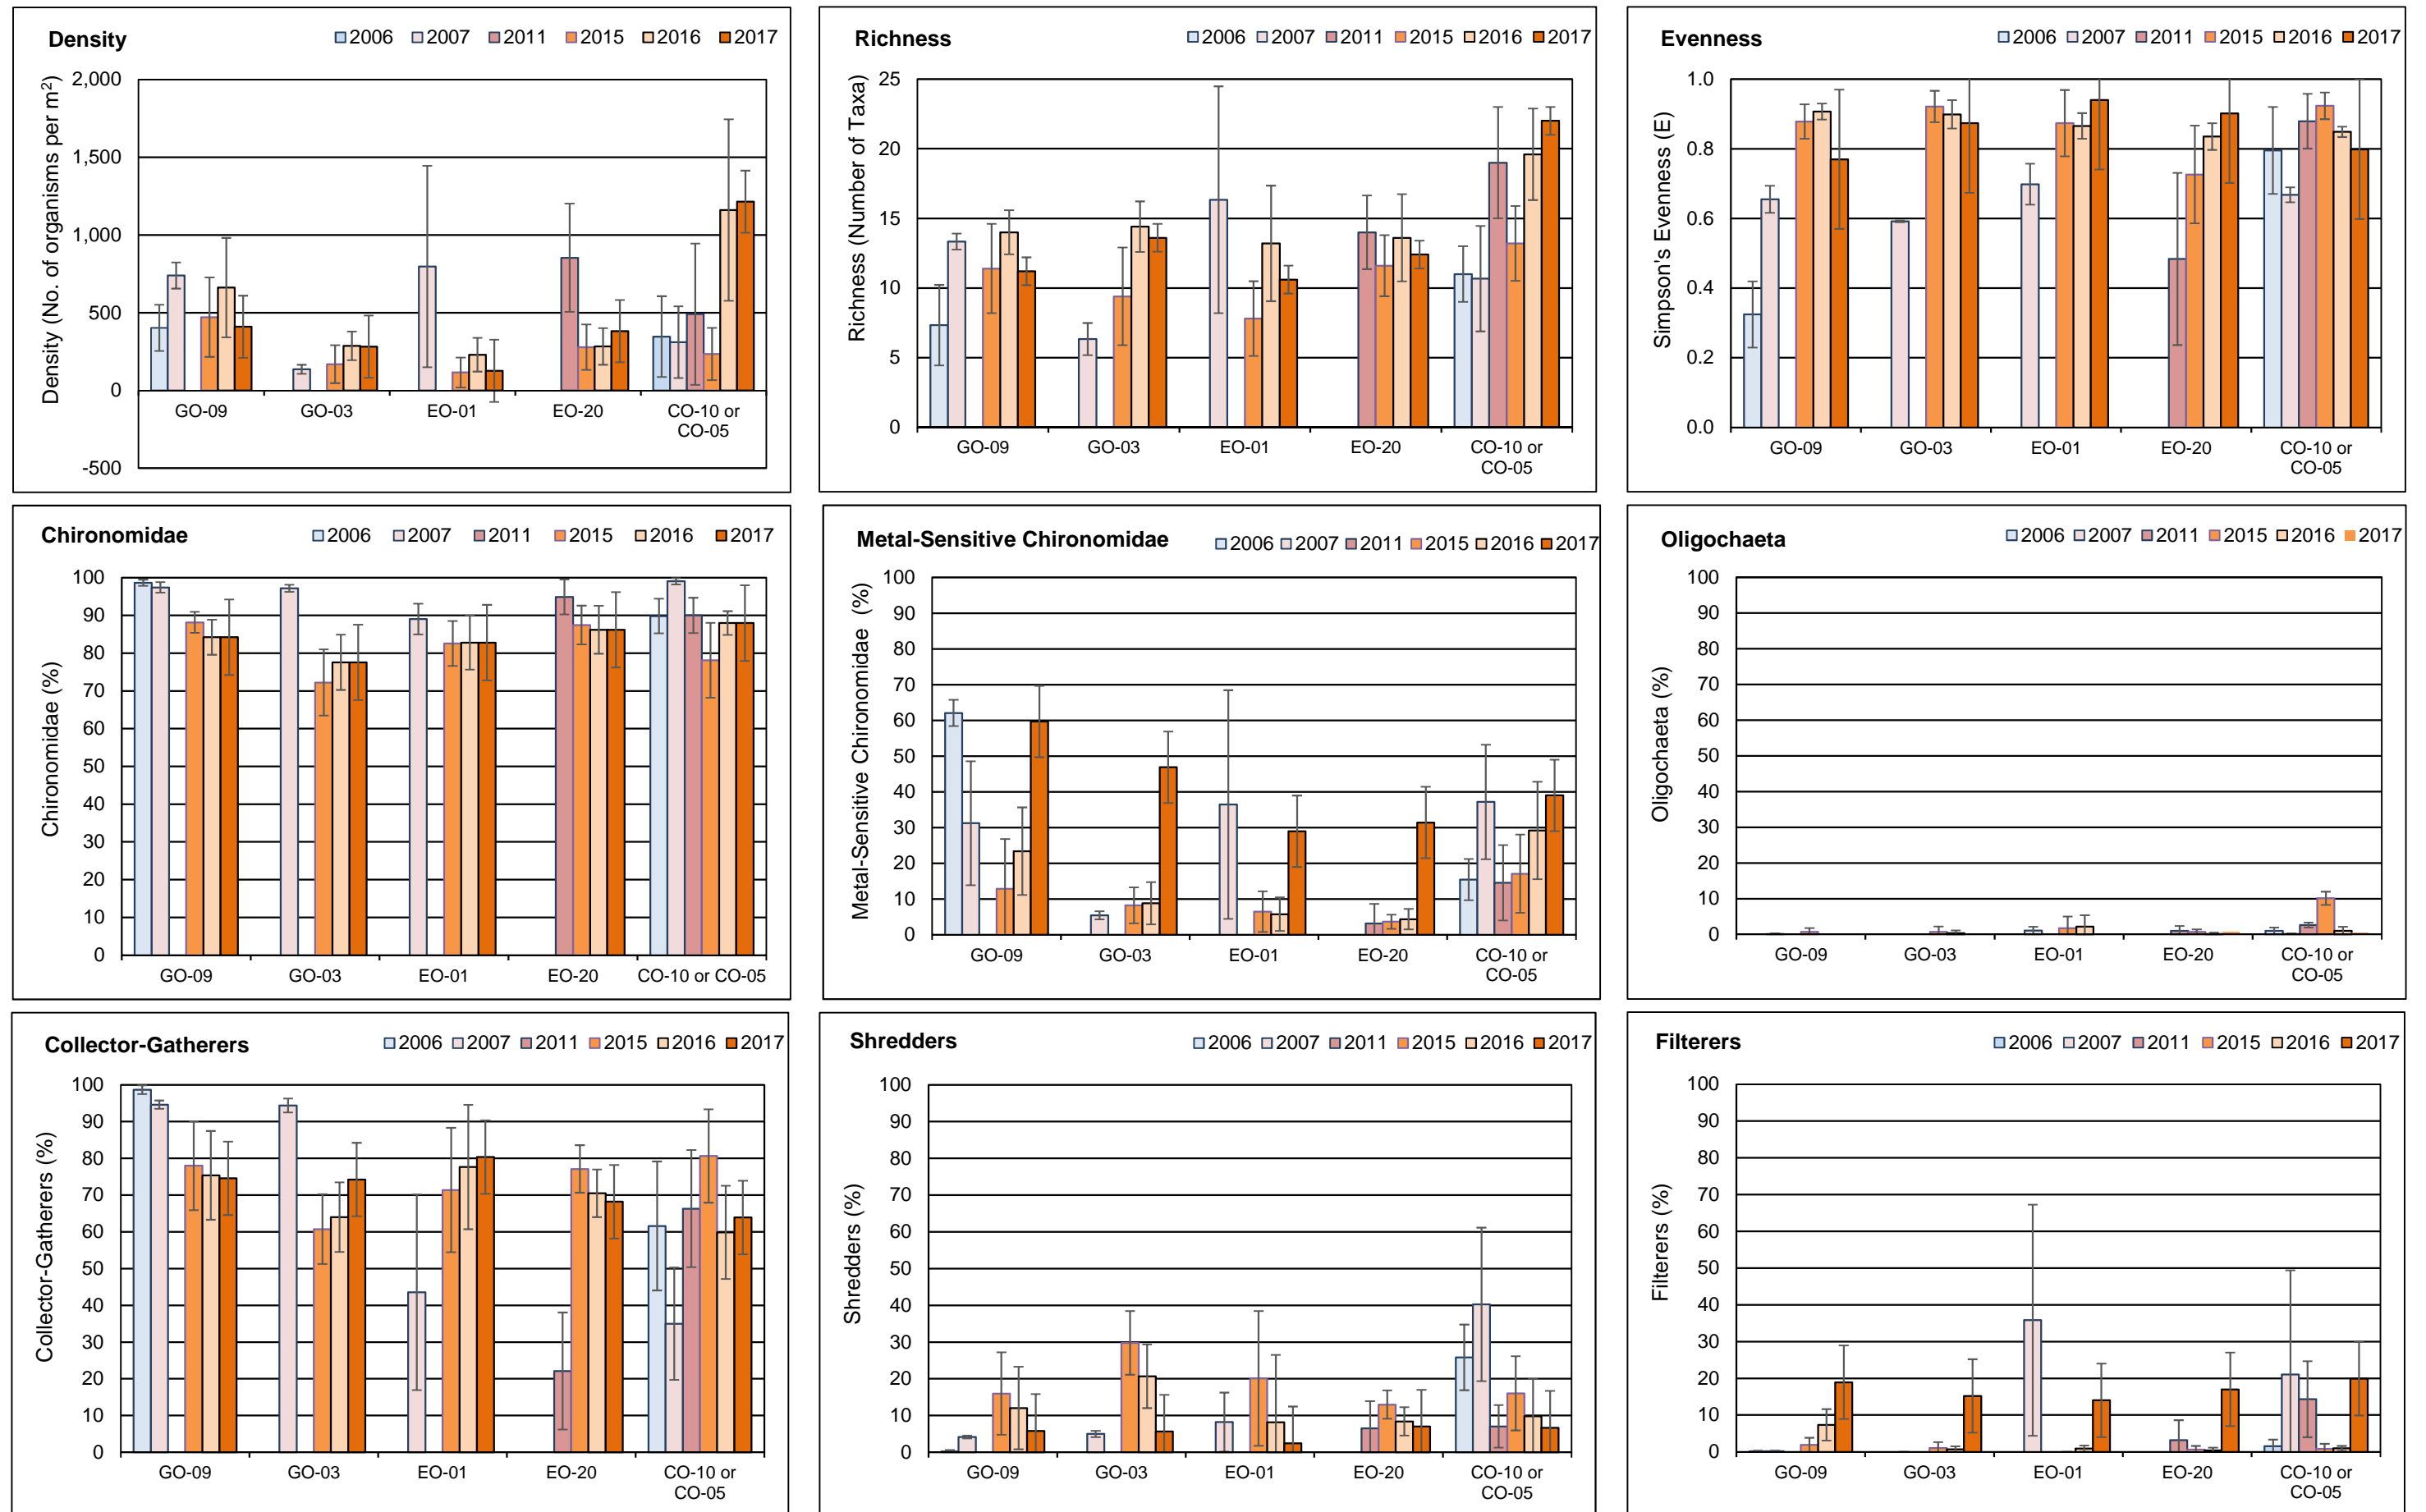 Density 2006 2007 2011 2015 2016 2017
Density (No. of organisms per m²)
2,000
1,500
1,000
500
0
-500
GO-09 GO-03 EO-01 EO-20 CO-10 or
CO-05
Richness 2006 2007 2011 2015 2016 2017
Richness (Number of Taxa)
25
20
15
10
5
0
GO-09 GO-03 EO-01 EO-20 CO-10 or
CO-05
Evenness 2006 2007 2011 2015 2016 2017
Simpson's Evenness (E)
1.0
0.8
0.6
0.4
0.2
0.0
GO-09 GO-03 EO-01 EO-20 CO-10 or
CO-05
Chironomidae 2006 2007 2011 2015 2016 2017
Chironomidae (%)
100
90
80
70
60
50
40
30
20
10
0
GO-09 GO-03 EO-01 EO-20 CO-10 or CO-05
Metal-Sensitive Chironomidae 2006 2007 2011 2015 2016 2017
Metal-Sensitive Chironomidae (%)
100
90
80
70
60
50
40
30
20
10
0
GO-09 GO-03 EO-01 EO-20 CO-10 or
CO-05
Oligochaeta 2006 2007 2011 2015 2016 2017
Oligochaeta (%)
100
90
80
70
60
50
40
30
20
10
0
GO-09 GO-03 EO-01 EO-20 CO-10 or
CO-05
Collector-Gatherers 2006 2007 2011 2015 2016 2017
Collector-Gatherers (%)
100
90
80
70
60
50
40
30
20
10
0
GO-09 GO-03 EO-01 EO-20 CO-10 or
CO-05
Shredders 2006 2007 2011 2015 2016 2017
Shredders (%)
100
90
80
70
60
50
40
30
20
10
0
GO-09 GO-03 EO-01 EO-20 CO-10 or
CO-05
Filterers 2006 2007 2011 2015 2016 2017
Filterers (%)
100
90
80
70
60
50
40
30
20
10
0
GO-09 GO-03 EO-01 EO-20 CO-10 or
CO-05